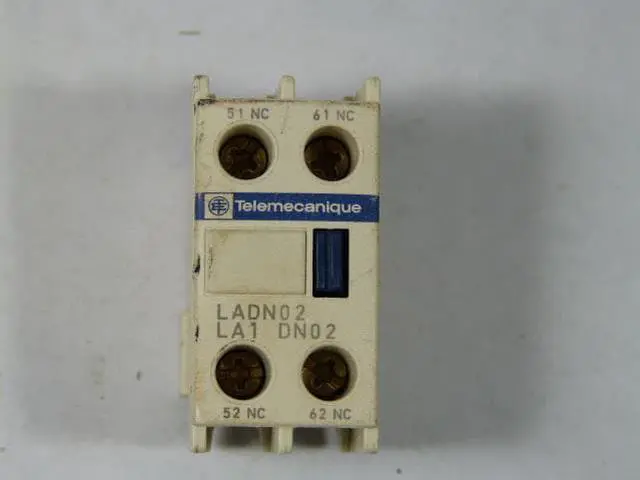 51 NC 61 NC
Telemecanique
LADN02
LA1 DN02
52 NC 62 NC